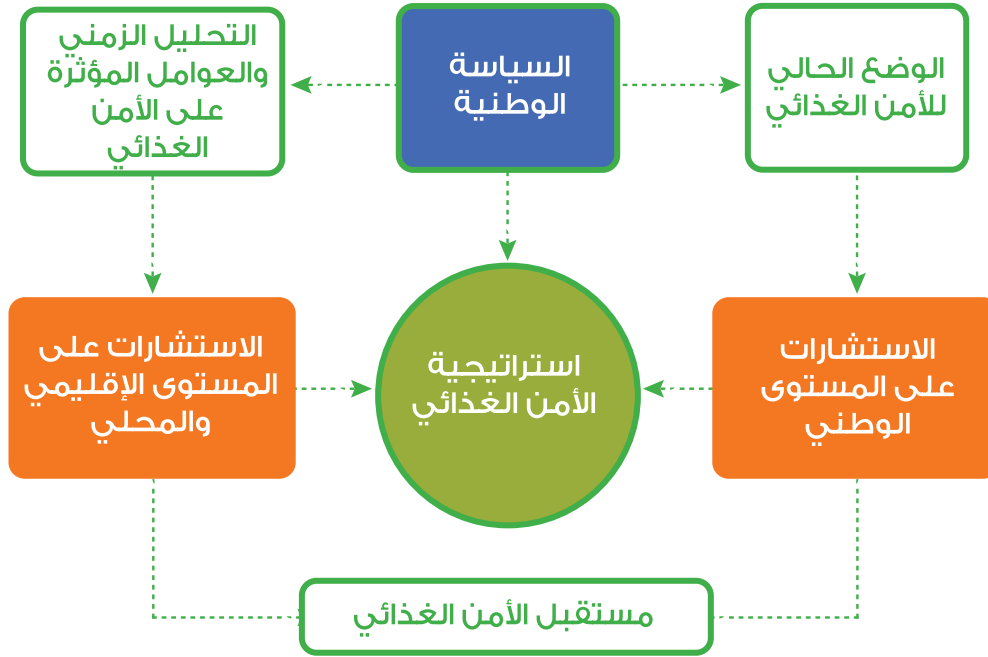 الوضع الحالي
للأمن الغذائي
السياسة
الوطنية
التحليل الزمني
والعوامل المؤثرة
على الأمن
الغذائي
الاستشارات
على المستوى
الوطني
استراتيجية
الأمن الغذائي
الاستشارات على
المستوى الإقليمي
والمحلي
مستقبل الأمن الغذائي